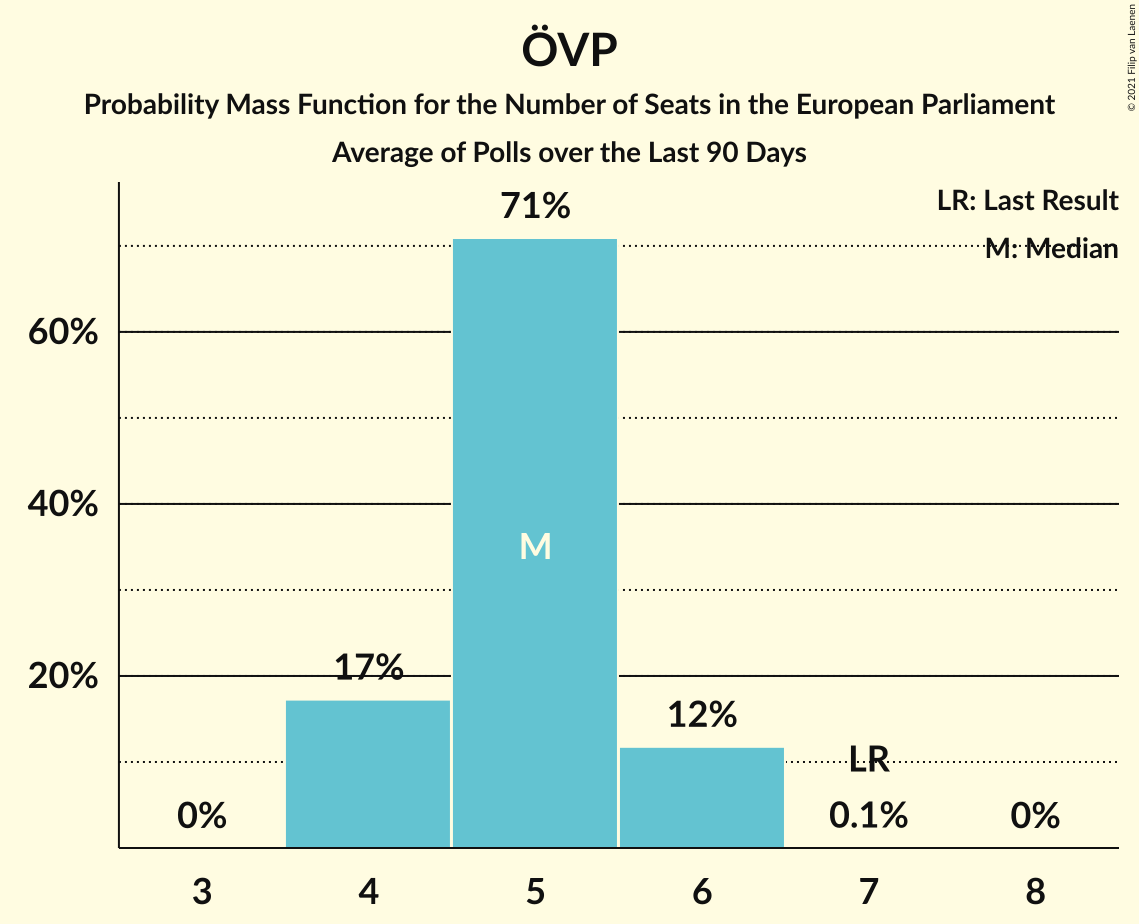 ÖVP
Probability Mass Function for the Number of Seats in the European Parliament
Average of Polls over the Last 90 Days
© 2021 Filip van Laenen
LR: Last Result
M: Median
71%
60%
40%
M
20%
17%
12%
LR
0%
0.1%
0%
3 4 5 6 7 8